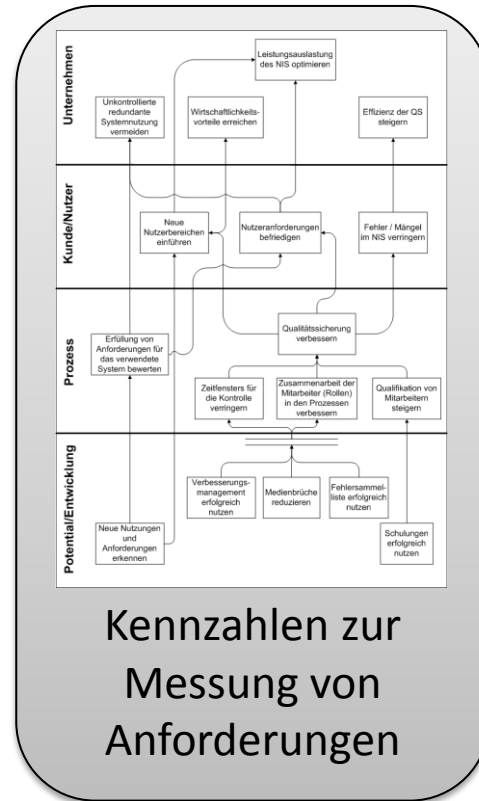 Unternehmen
Leistungsauslastung
des NIS optimieren
Unkontrollierte
redundante
Systemnutzung
vermeiden
Wirtschaftlichkeits-
vorteile erreichen
Effizienz der QS
steigern
Kunde/Nutzer
Neue
Nutzerbereichen
einführen
Nutzeranforderungen
befriedigen
Fehler / Mängel
im NIS verringern
Prozess
Erfüllung von
Anforderungen für
das verwendete
System bewerten
Qualitätssicherung
verbessern
Zeitfensters für
die Kontrolle
verringern
Zusammenarbeit der
Mitarbeiter (Rollen)
in den Prozessen
verbessern
Qualifikation von
Mitarbeitern
steigern
Potential/Entwicklung
Verbesserungs-
management
erfolgreich
nutzen
Medienbrüche
reduzieren
Fehlersammel-
liste erfolgreich
nutzen
Neue Nutzungen
und
Anforderungen
erkennen
Schulungen
erfolgreich
nutzen
Kennzahlen zur
Messung von
Anforderungen